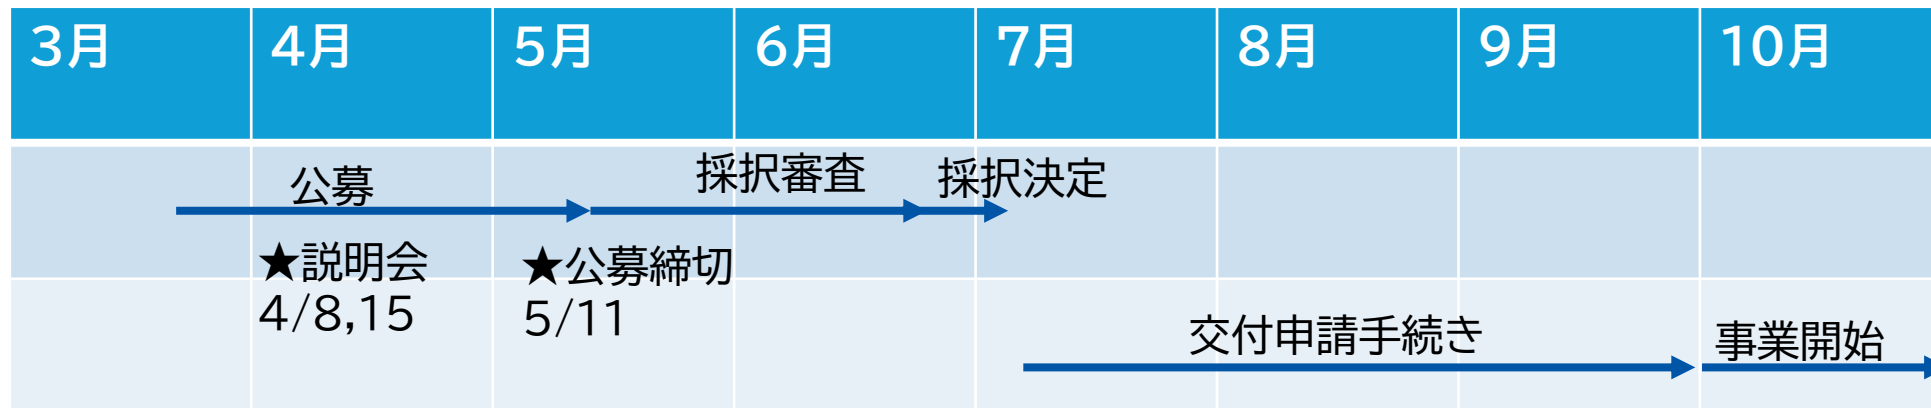 3月 4月 5月 6月 7月 8月 9月 10月
公募 採択審査 採択決定
★説明会
4/8,15
★公募締切
5/11
交付申請手続き 事業開始